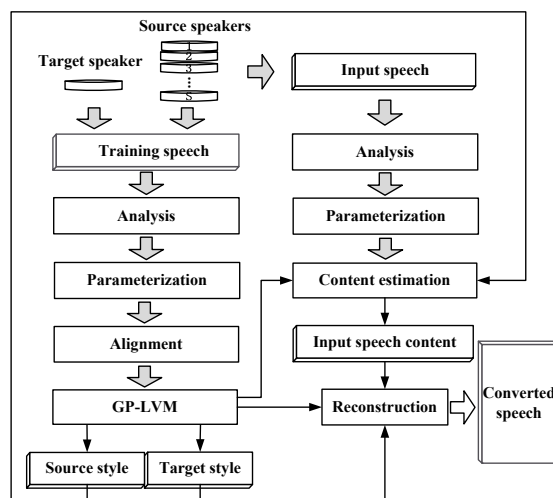 Source speakers
1
2
3
S
Target speaker
Training speech
Analysis
Parameterization
Alignment
GP-LVM
Source style
Target style
Input speech
Analysis
Parameterization
Content estimation
Input speech content
Reconstruction
Converted
speech